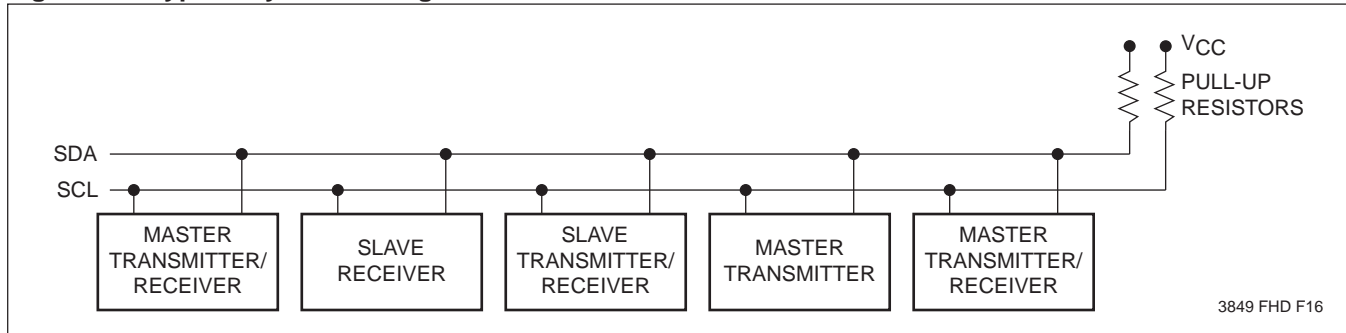 VCC
PULL-UP
RESISTORS
SDA
SCL
MASTER
TRANSMITTER/
RECEIVER
SLAVE
RECEIVER
SLAVE
TRANSMITTER/
RECEIVER
MASTER
TRANSMITTER
MASTER
TRANSMITTER/
RECEIVER
3849 FHD F16